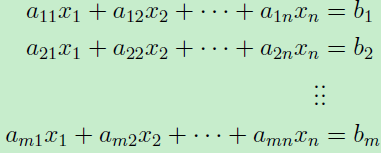 a₁₁x₁ + a₁₂x₂ + ⋯ + a₁ₙxₙ = b₁
a₂₁x₁ + a₂₂x₂ + ⋯ + a₂ₙxₙ = b₂
⋮⋮
aₘ₁x₁ + aₘ₂x₂ + ⋯ + aₘₙxₙ = bₘ